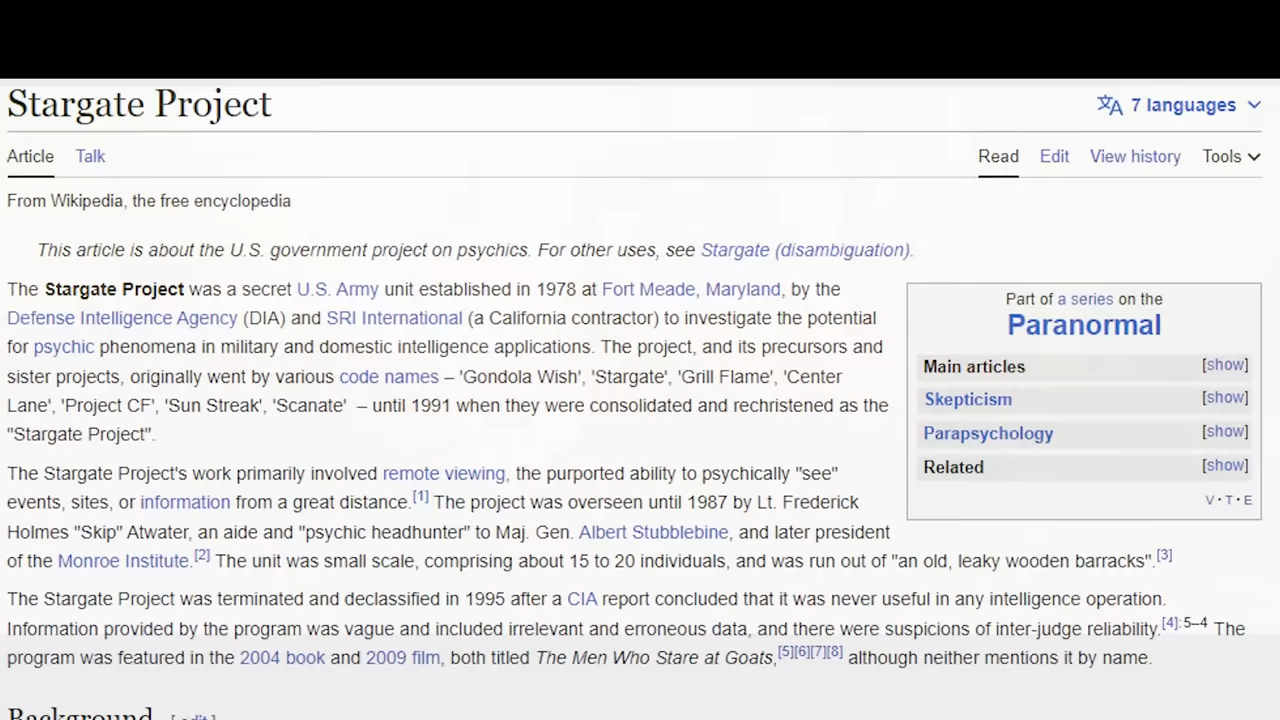 Stargate Project
7 languages
Article Talk Read Edit View history Tools
From Wikipedia, the free encyclopedia
This article is about the U.S. government project on psychics. For other uses, see Stargate (disambiguation).
The Stargate Project was a secret U.S. Army unit established in 1978 at Fort Meade, Maryland, by the
Defense Intelligence Agency (DIA) and SRI International (a California contractor) to investigate the potential
for psychic phenomena in military and domestic intelligence applications. The project, and its precursors and
sister projects, originally went by various code names – 'Gondola Wish', 'Stargate', 'Grill Flame', 'Center
Lane', 'Project CF', 'Sun Streak', 'Scanate' – until 1991 when they were consolidated and rechristened as the
"Stargate Project".
Part of a series on the
Paranormal
Main articles [show]
Skepticism [show]
Parapsychology [show]
Related [show]
V·T·E
The Stargate Project's work primarily involved remote viewing, the purported ability to psychically "see"
events, sites, or information from a great distance.[1] The project was overseen until 1987 by Lt. Frederick
Holmes "Skip" Atwater, an aide and "psychic headhunter" to Maj. Gen. Albert Stubblebine, and later president
of the Monroe Institute.[2] The unit was small scale, comprising about 15 to 20 individuals, and was run out of "an old, leaky wooden barracks".[3]
The Stargate Project was terminated and declassified in 1995 after a CIA report concluded that it was never useful in any intelligence operation.
Information provided by the program was vague and included irrelevant and erroneous data, and there were suspicions of inter-judge reliability.[4]:5–4 The
program was featured in the 2004 book and 2009 film, both titled The Men Who Stare at Goats,[5][6][7][8] although neither mentions it by name.
Background [edit]